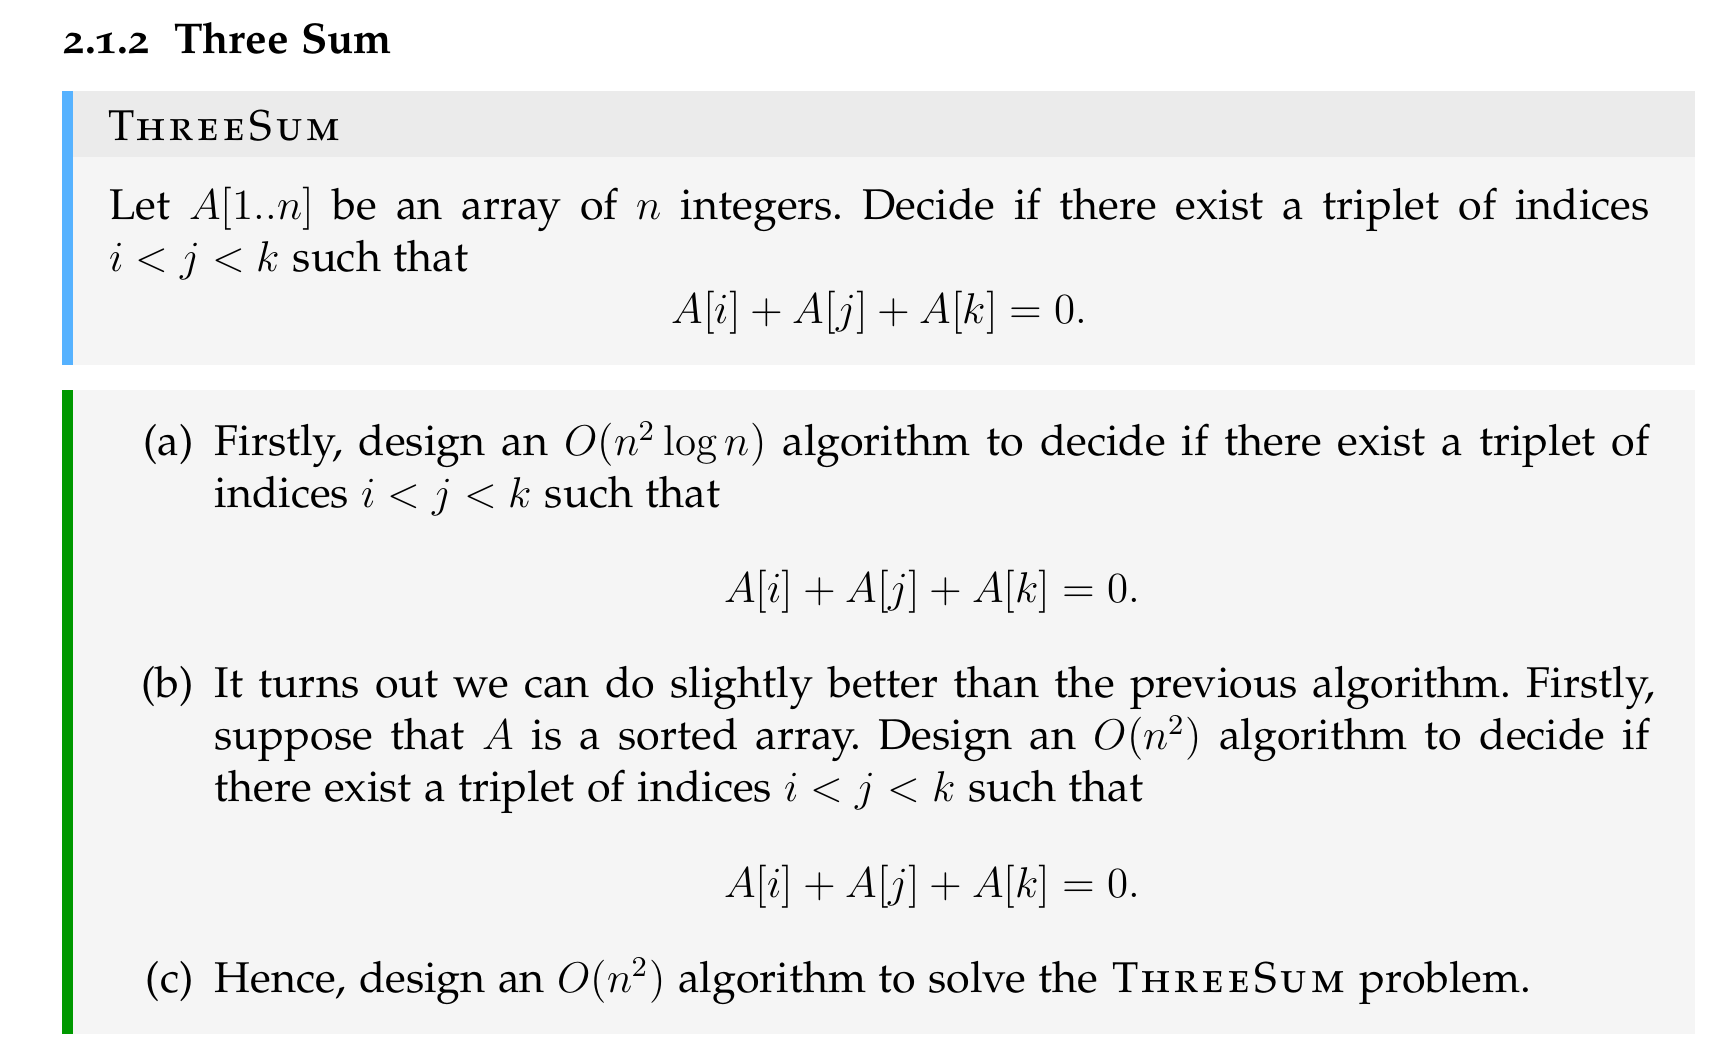 2.1.2 Three Sum
THREESUM
Let A[1..n] be an array of n integers. Decide if there exist a triplet of indices
i < j < k such that
A[i] + A[j] + A[k] = 0.
(a) Firstly, design an O(n² log n) algorithm to decide if there exist a triplet of
indices i < j < k such that
A[i] + A[j] + A[k] = 0.
(b) It turns out we can do slightly better than the previous algorithm. Firstly,
suppose that A is a sorted array. Design an O(n²) algorithm to decide if
there exist a triplet of indices i < j < k such that
A[i] + A[j] + A[k] = 0.
(c) Hence, design an O(n²) algorithm to solve the THREESUM problem.